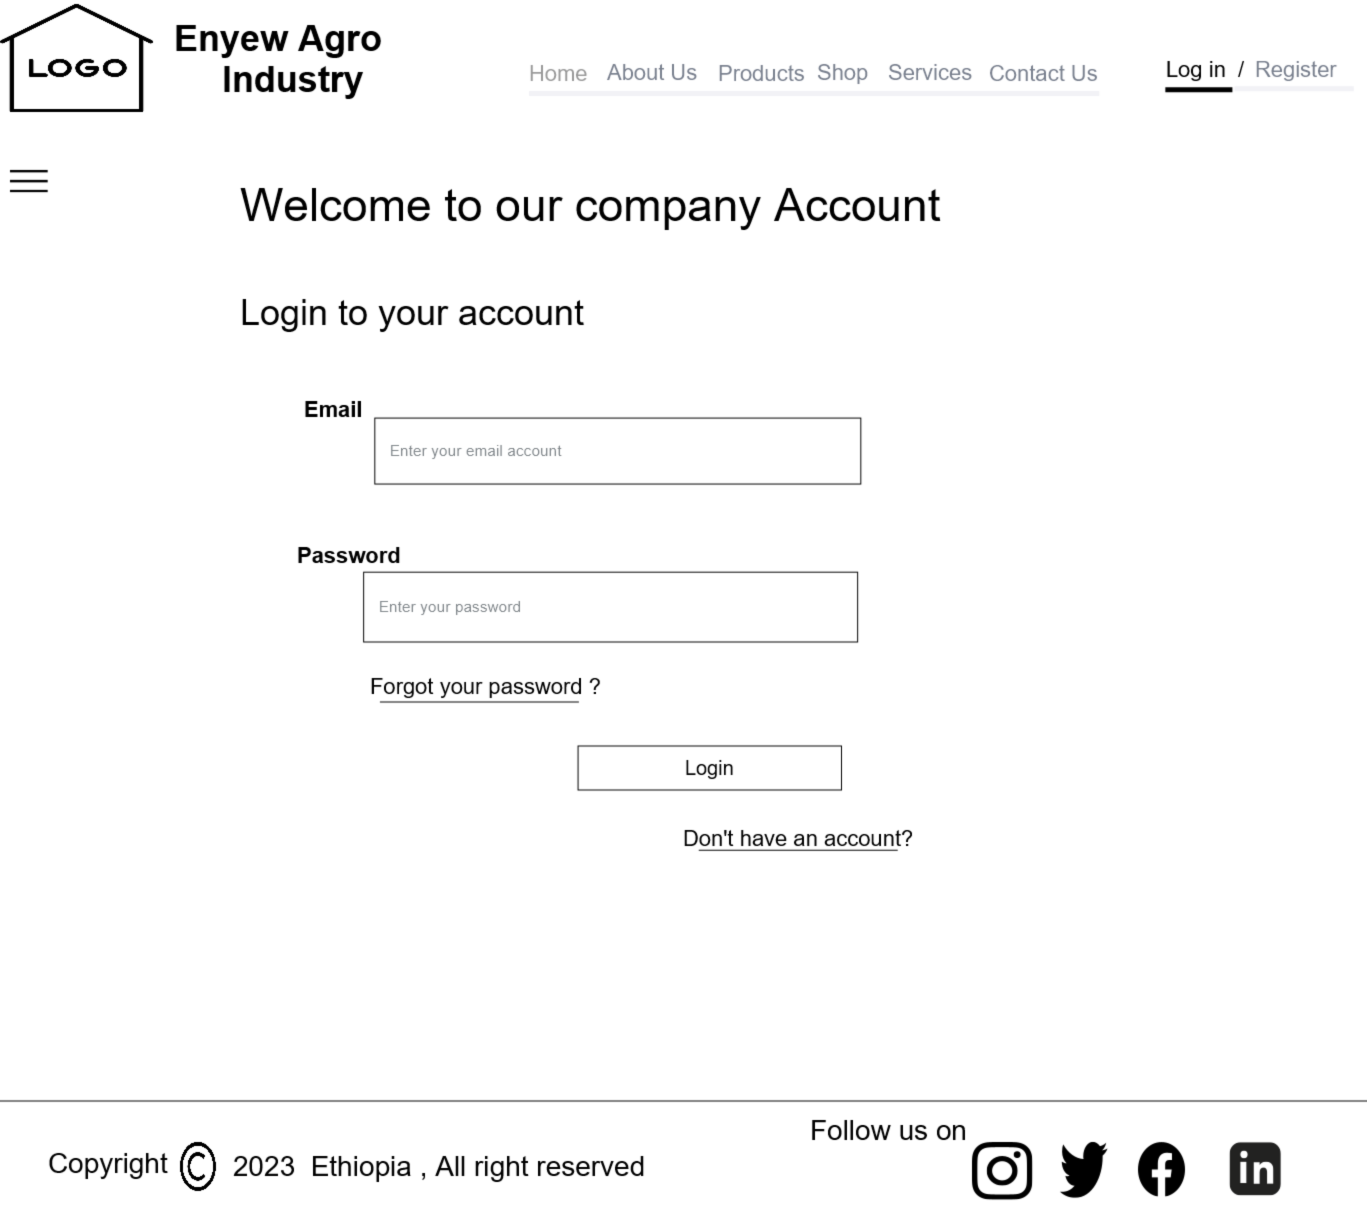 LOGO
Enyew Agro
Industry
Home About Us Products Shop Services Contact Us
Log in / Register
Welcome to our company Account
Login to your account
Email
Enter your email account
Password
Enter your password
Forgot your password ?
Login
Don't have an account?
Follow us on
Copyright © 2023 Ethiopia , All right reserved
in